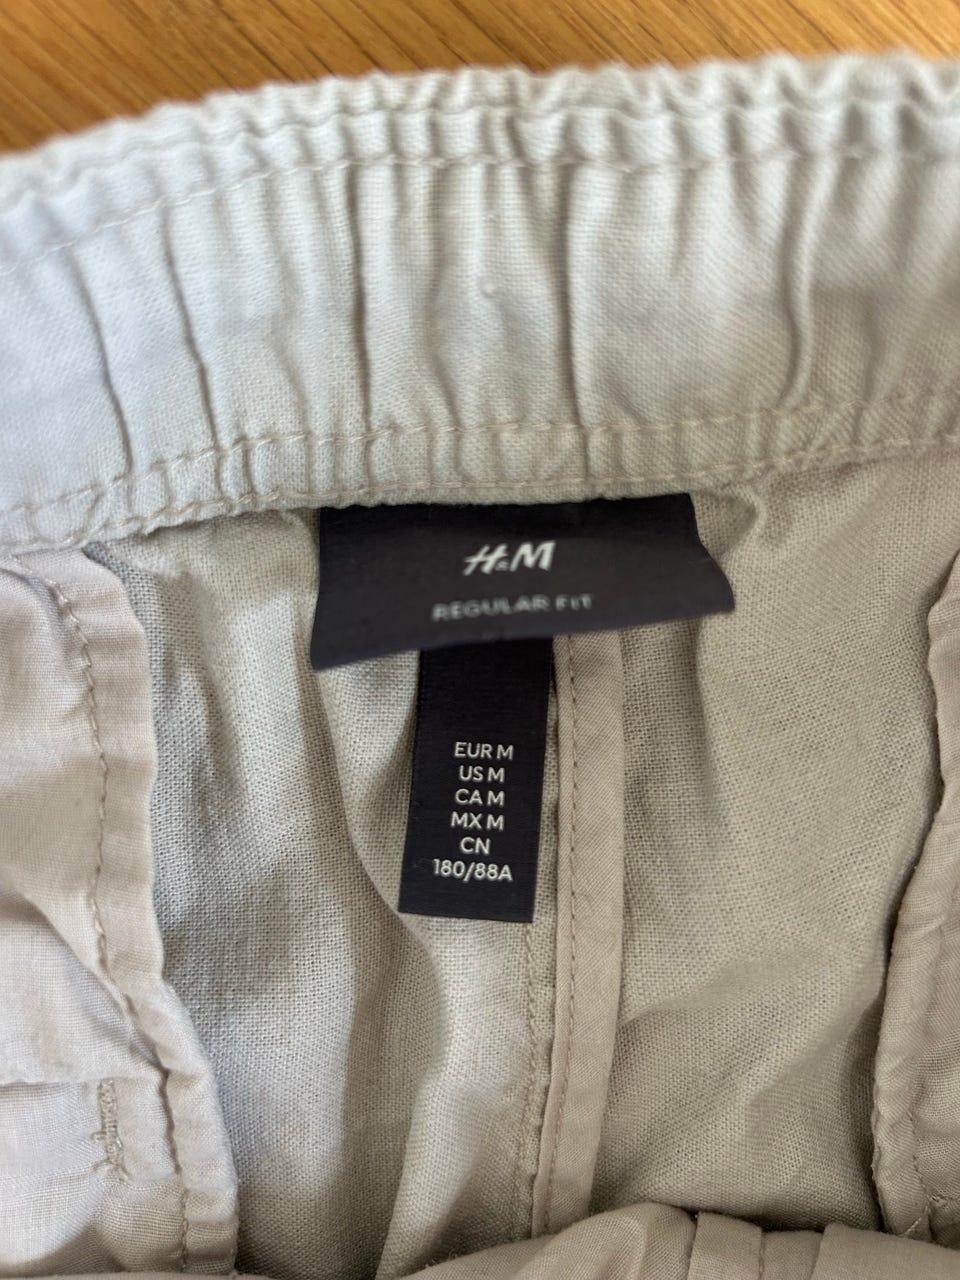 H&M
REGULAR FIT
EUR M
US M
CA M
MX M
CN
180/88A